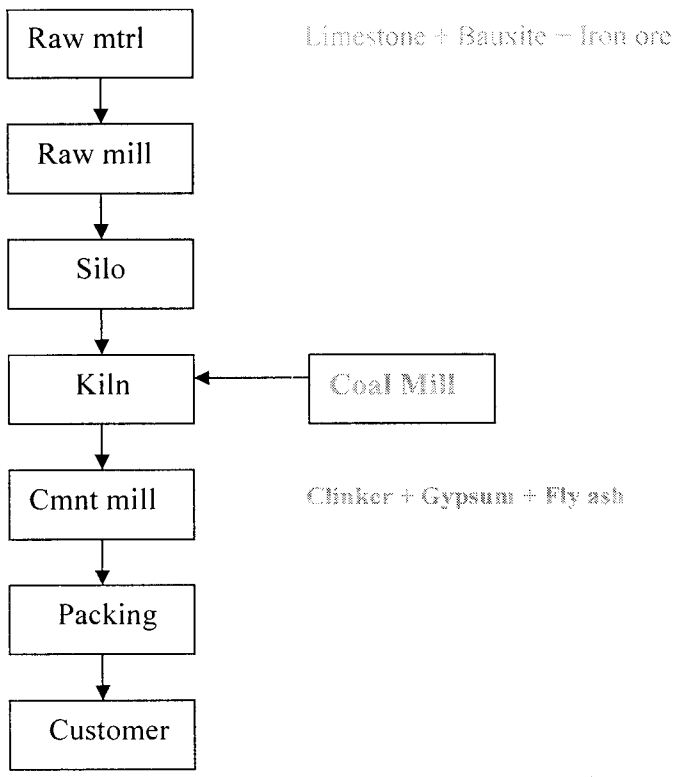 Raw mtrl
Limestone + Bauxite + Iron ore
Raw mill
Silo
Kiln
Coal Mill
Cmnt mill
Clinker + Gypsum + Fly ash
Packing
Customer